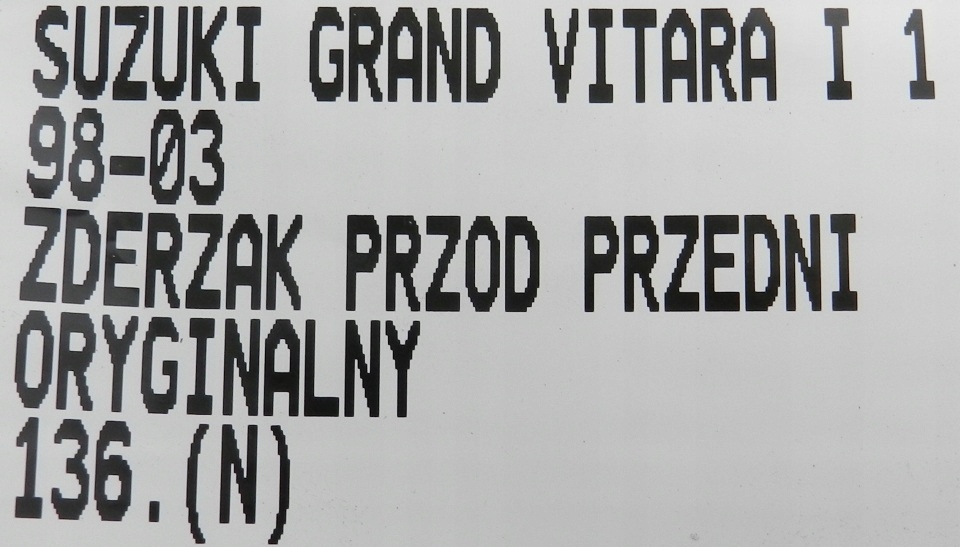 SUZUKI GRAND VITARA I 1
98-03
ZDERZAK PRZOD PRZEDNI
ORYGINALNY
136.(N)